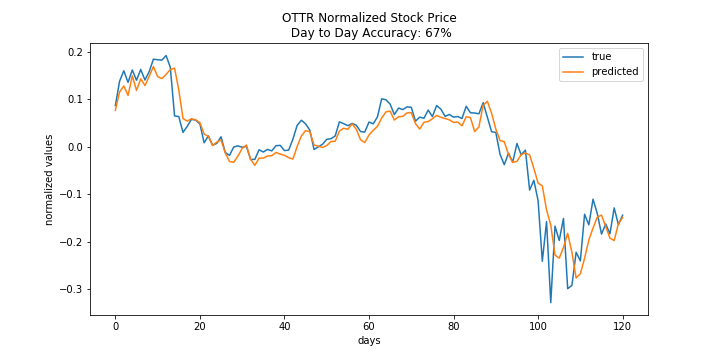 OTTR Normalized Stock Price
Day to Day Accuracy: 67%
true
predicted
normalized values
0.2
0.1
0.0
−0.1
−0.2
−0.3
0
20
40
60
80
100
120
days